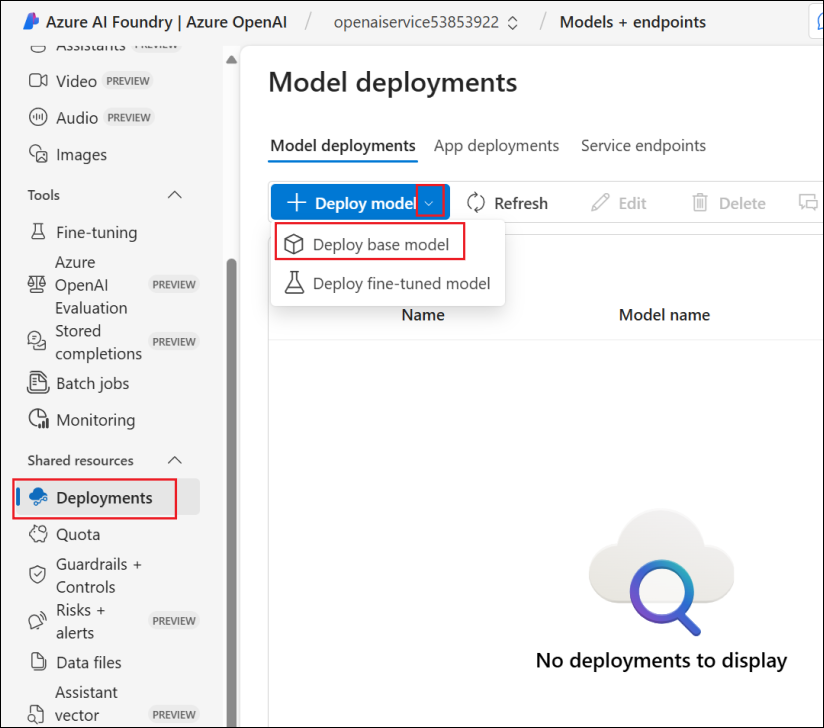 Azure AI Foundry | Azure OpenAI / openaiservice53853922 / Models + endpoints
Assistants PREVIEW
Video PREVIEW
Audio PREVIEW
Images
Tools
Fine-tuning
Azure
OpenAI PREVIEW
Evaluation
Stored
completions PREVIEW
Batch jobs
Monitoring
Shared resources
Deployments
Quota
Guardrails +
Controls
Risks +
alerts PREVIEW
Data files
Assistant
vector PREVIEW
Model deployments
Model deployments App deployments Service endpoints
Deploy model Refresh Edit Delete
Deploy base model
Deploy fine-tuned model
Name Model name
No deployments to display